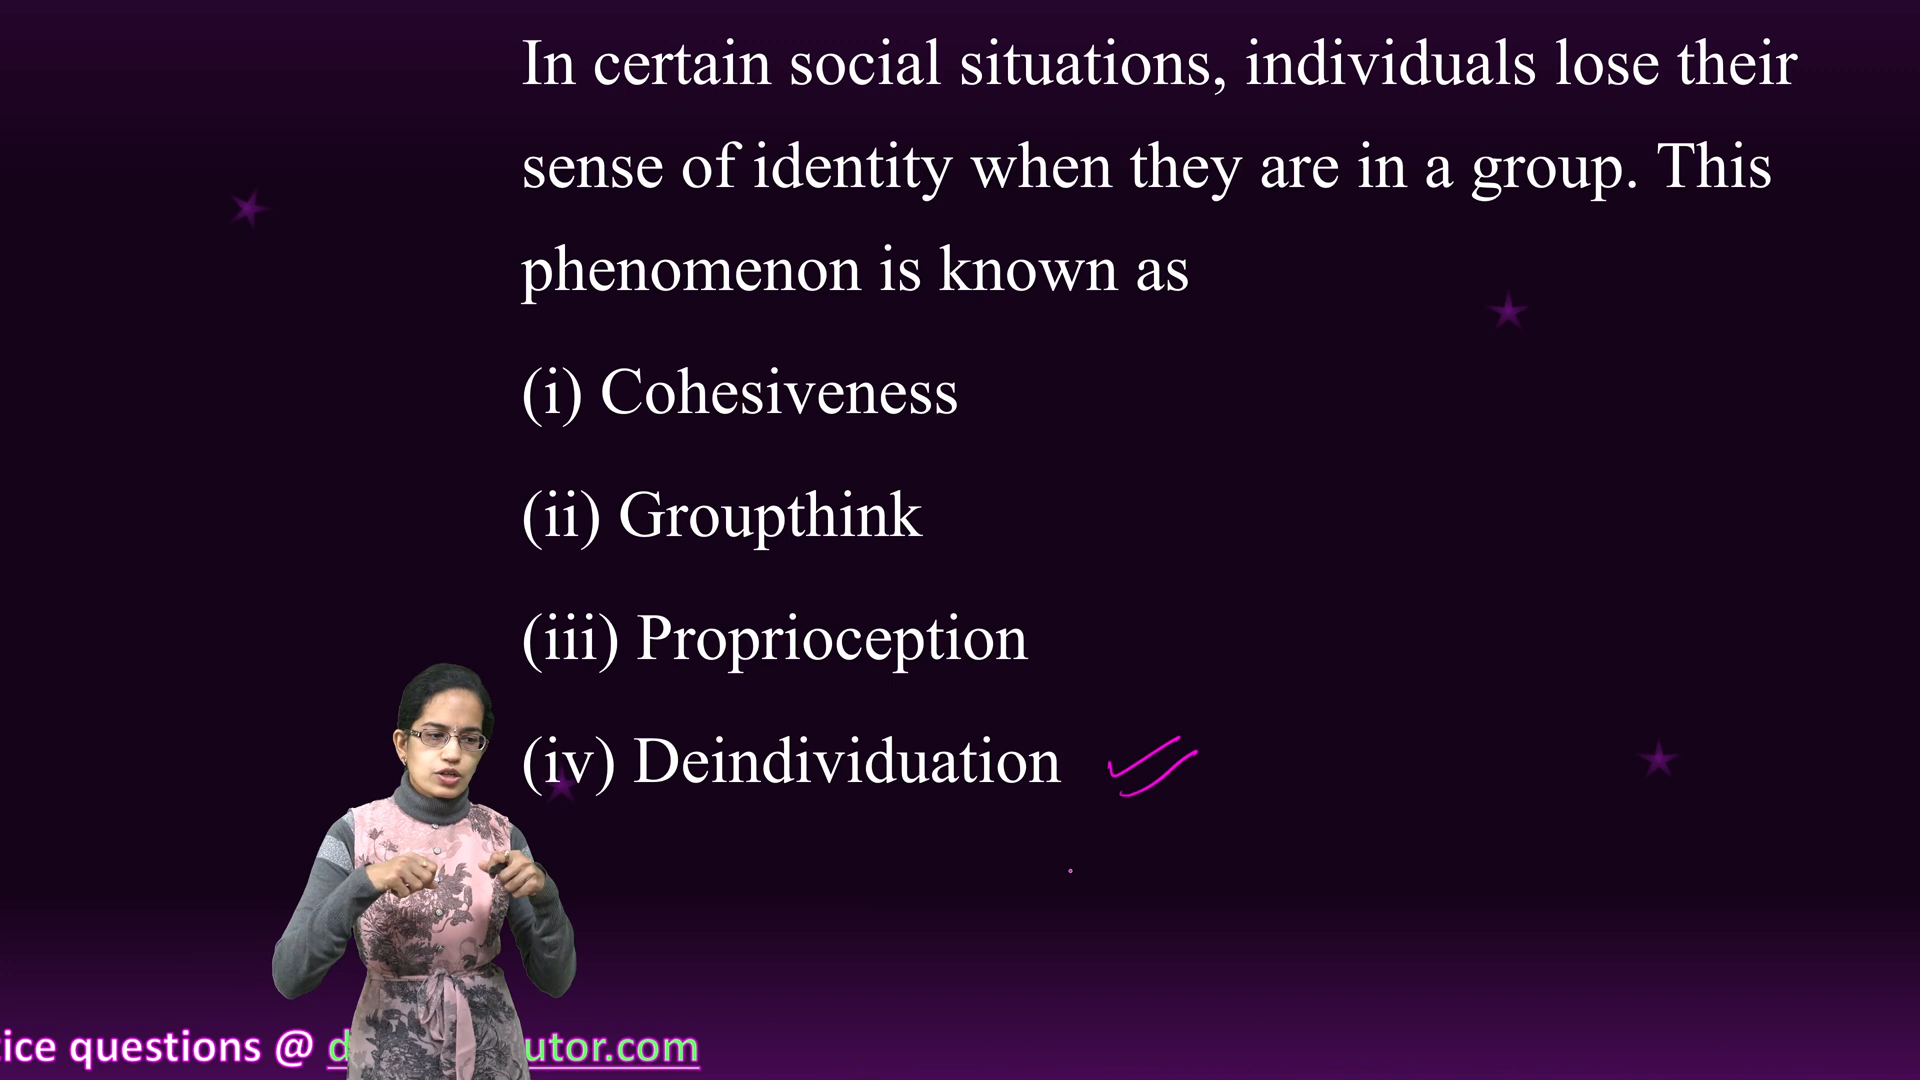 In certain social situations, individuals lose their
sense of identity when they are in a group. This
phenomenon is known as
(i) Cohesiveness
(ii) Groupthink
(iii) Proprioception
(iv) Deindividuation
questions @ utor.com